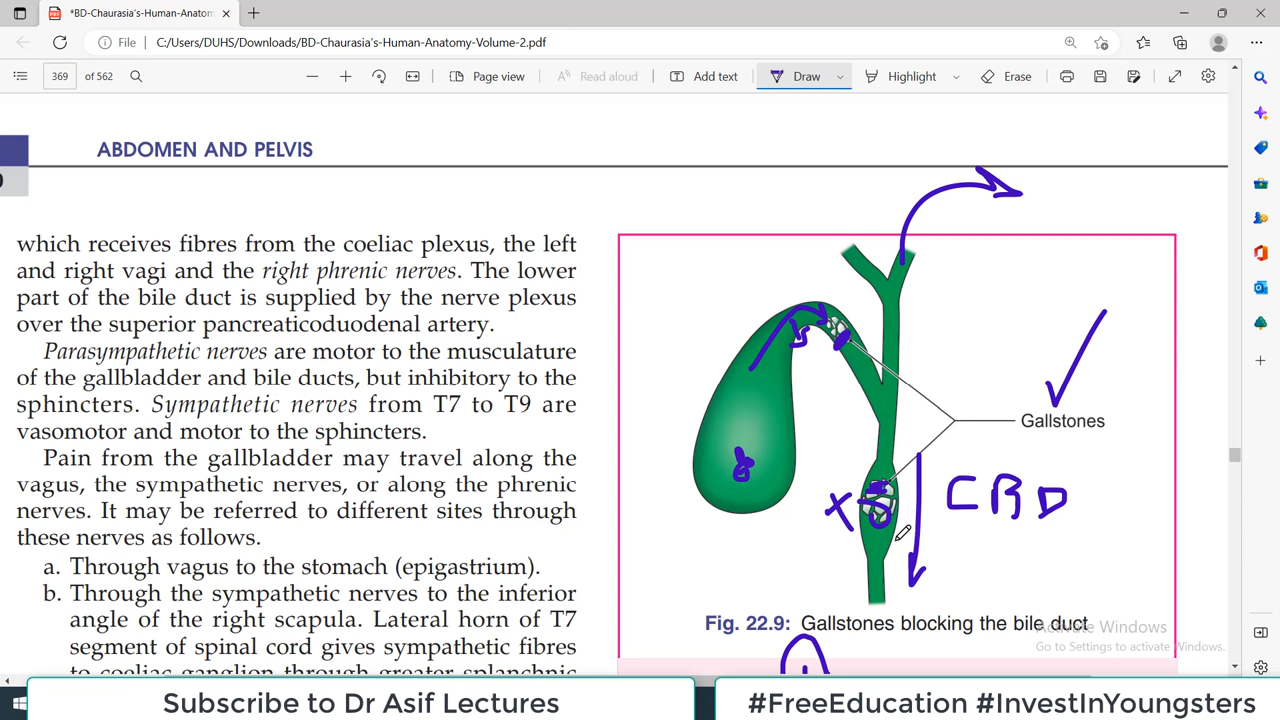 *BD-Chaurasia's-Human-Anatom
File C:/Users/DUHS/Downloads/BD-Chaurasia's-Human-Anatomy-Volume-2.pdf
369 of 562 Page view Read aloud Add text Draw Highlight Erase
ABDOMEN AND PELVIS
which receives fibres from the coeliac plexus, the left
and right vagi and the right phrenic nerves. The lower
part of the bile duct is supplied by the nerve plexus
over the superior pancreaticoduodenal artery.
Parasympathetic nerves are motor to the musculature
of the gallbladder and bile ducts, but inhibitory to the
sphincters. Sympathetic nerves from T7 to T9 are
vasomotor and motor to the sphincters.
Pain from the gallbladder may travel along the
vagus, the sympathetic nerves, or along the phrenic
nerves. It may be referred to different sites through
these nerves as follows.
a. Through vagus to the stomach (epigastrium).
b. Through the sympathetic nerves to the inferior
angle of the right scapula. Lateral horn of T7
segment of spinal cord gives sympathetic fibres
to coeliac ganglion through greater splanchnic
Gallstones
CBD
Fig. 22.9: Gallstones blocking the bile duct
Activate Windows
Go to Settings to activate Windows.
Subscribe to Dr Asif Lectures
#FreeEducation #InvestInYoungsters